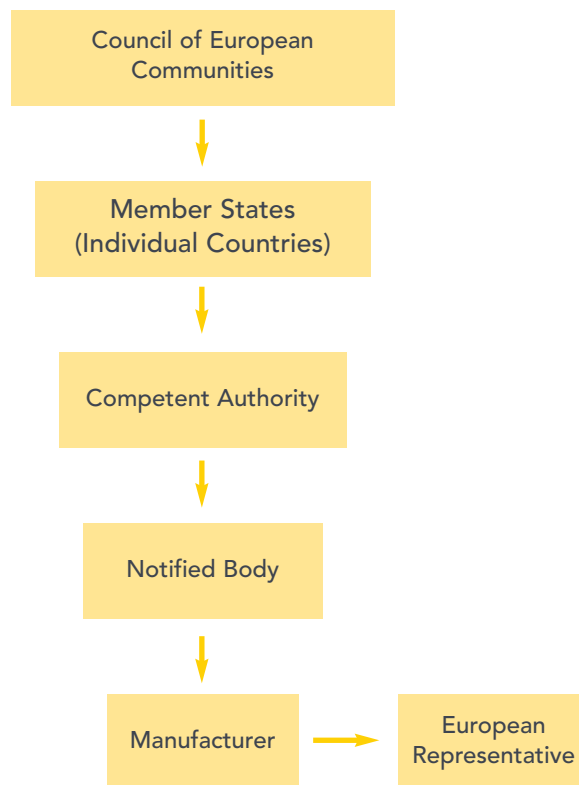 Council of European
Communities
Member States
(Individual Countries)
Competent Authority
Notified Body
Manufacturer
European
Representative